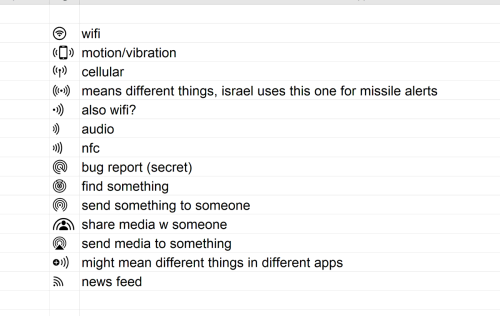 wifi
motion/vibration
cellular
means different things, israel uses this one for missile alerts
also wifi?
audio
nfc
bug report (secret)
find something
send something to someone
share media w someone
send media to something
might mean different things in different apps
news feed